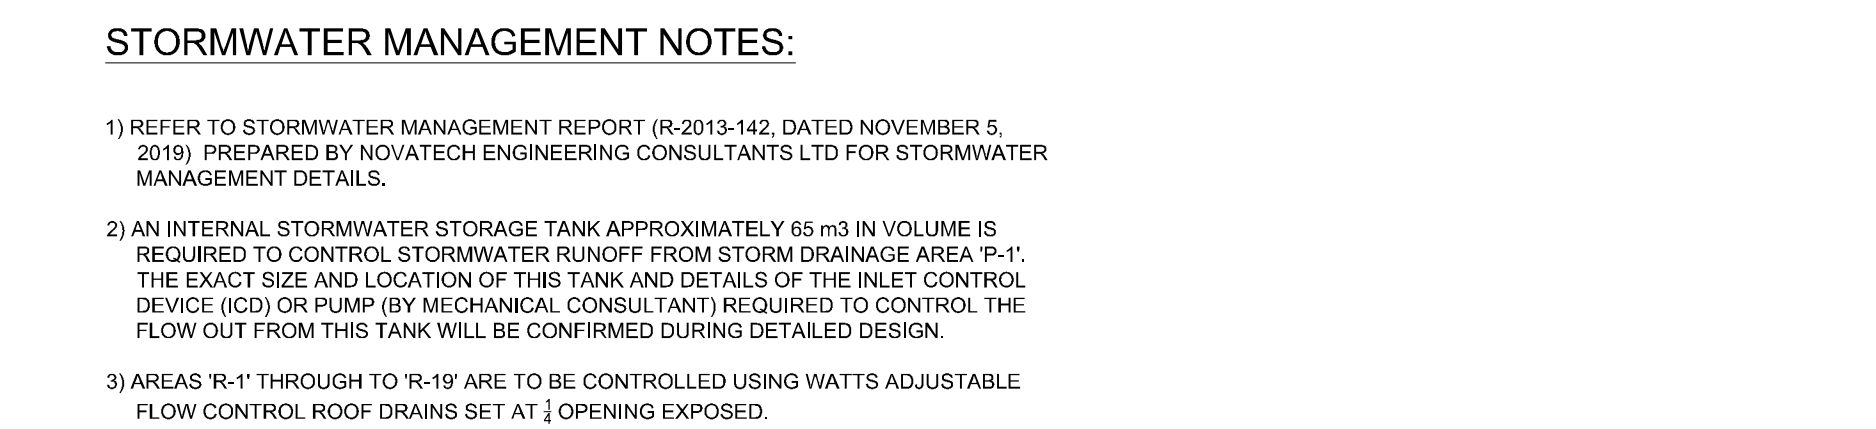 STORMWATER MANAGEMENT NOTES:
1) REFER TO STORMWATER MANAGEMENT REPORT (R-2013-142, DATED NOVEMBER 5,
2019) PREPARED BY NOVATECH ENGINEERING CONSULTANTS LTD FOR STORMWATER
MANAGEMENT DETAILS.
2) AN INTERNAL STORMWATER STORAGE TANK APPROXIMATELY 65 m3 IN VOLUME IS
REQUIRED TO CONTROL STORMWATER RUNOFF FROM STORM DRAINAGE AREA 'P-1'.
THE EXACT SIZE AND LOCATION OF THIS TANK AND DETAILS OF THE INLET CONTROL
DEVICE (ICD) OR PUMP (BY MECHANICAL CONSULTANT) REQUIRED TO CONTROL THE
FLOW OUT FROM THIS TANK WILL BE CONFIRMED DURING DETAILED DESIGN.
3) AREAS 'R-1' THROUGH TO 'R-19' ARE TO BE CONTROLLED USING WATTS ADJUSTABLE
FLOW CONTROL ROOF DRAINS SET AT 1/4 OPENING EXPOSED.